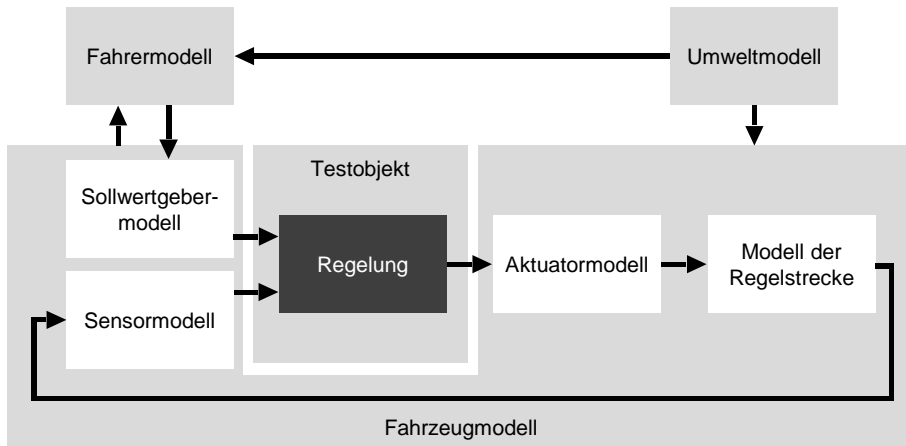 Fahrermodell
Umweltmodell
Testobjekt
Sollwertgeber-
modell
Regelung
Aktuatormodell
Modell der
Regelstrecke
Sensormodell
Fahrzeugmodell